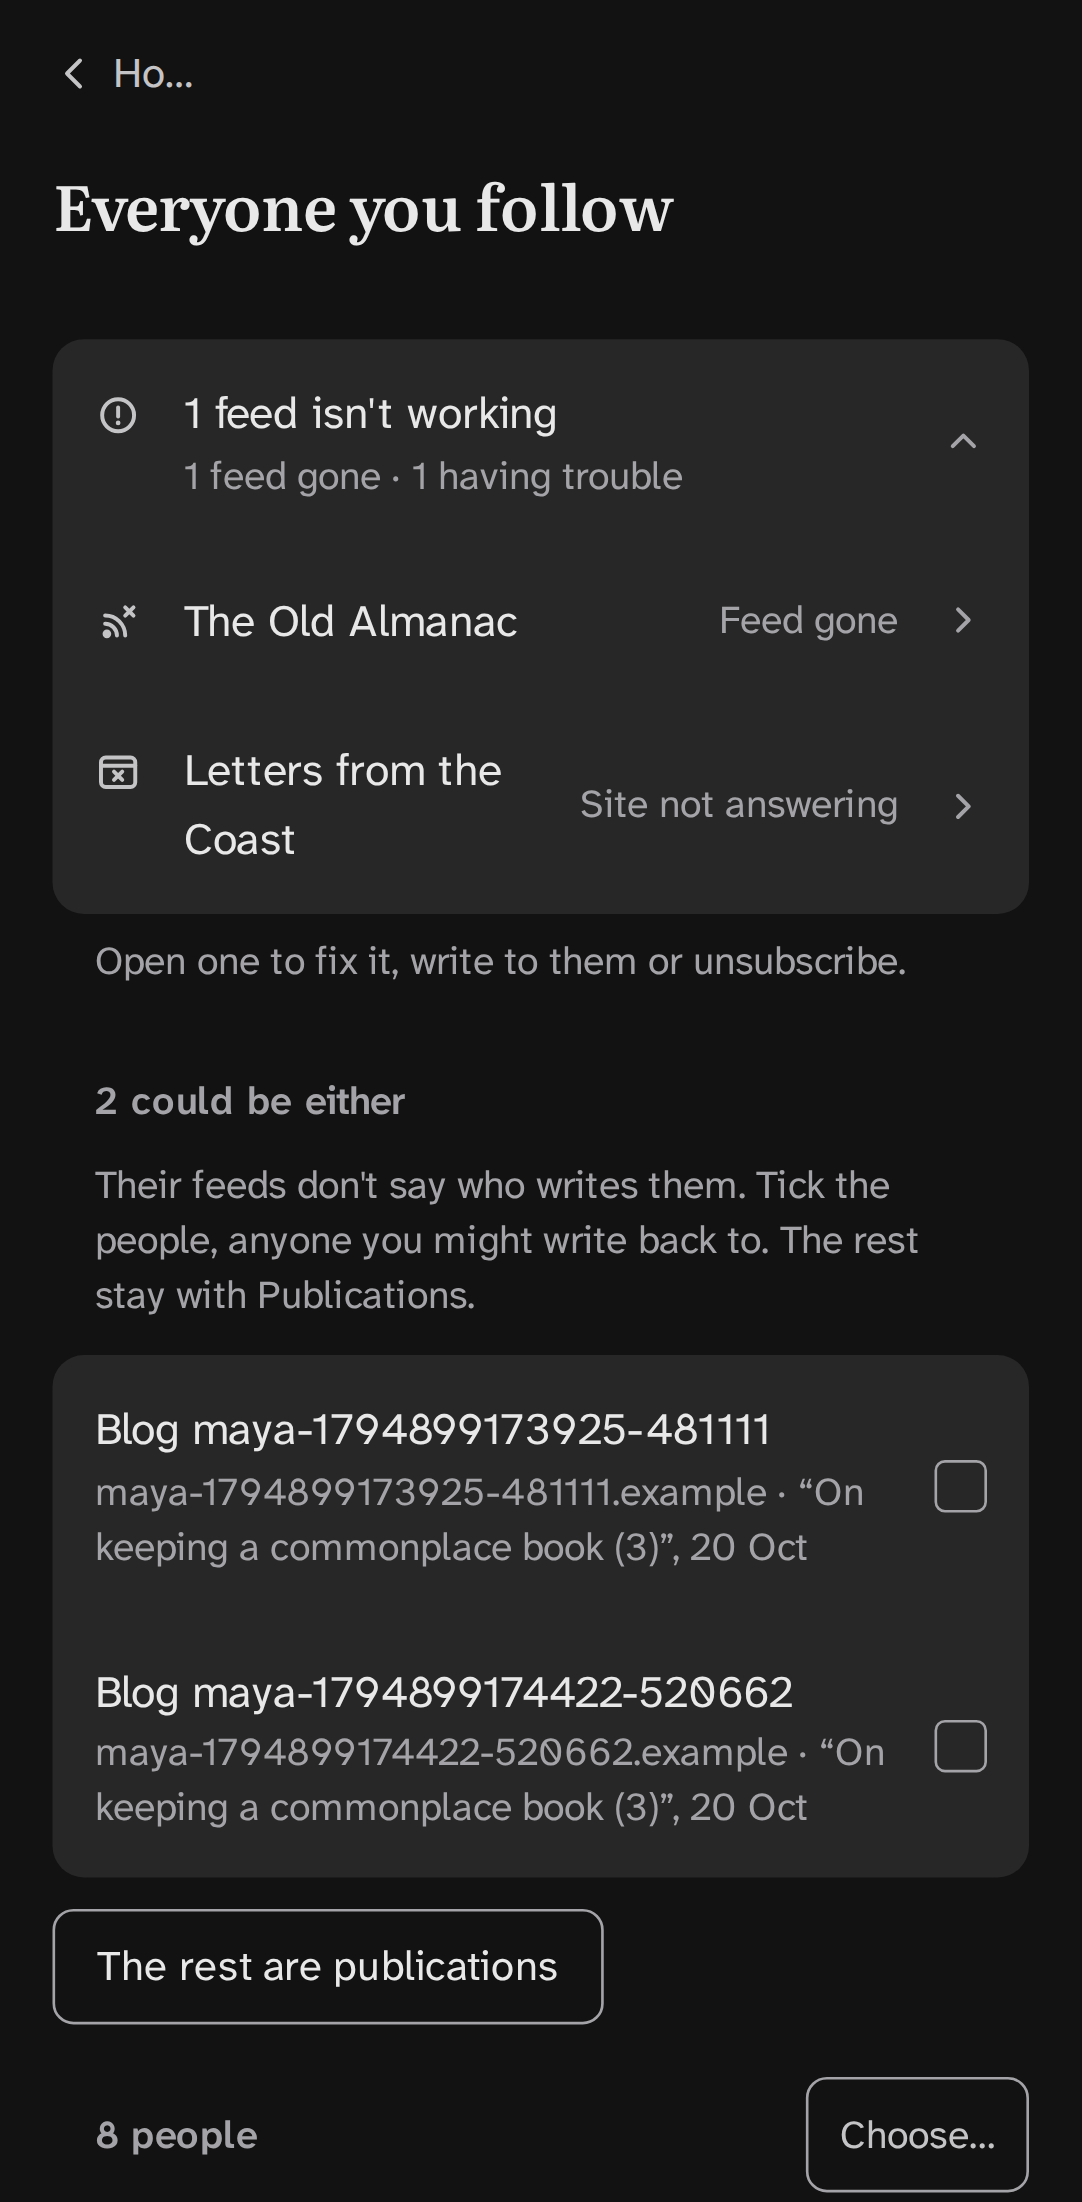 Ho...
Everyone you follow
1 feed isn't working
1 feed gone · 1 having trouble
The Old Almanac
Feed gone
Letters from the
Coast
Site not answering
Open one to fix it, write to them or unsubscribe.
2 could be either
Their feeds don't say who writes them. Tick the
people, anyone you might write back to. The rest
stay with Publications.
Blog maya-1794899173925-481111
maya-1794899173925-481111.example · “On
keeping a commonplace book (3)”, 20 Oct
Blog maya-1794899174422-520662
maya-1794899174422-520662.example · “On
keeping a commonplace book (3)”, 20 Oct
The rest are publications
8 people
Choose...